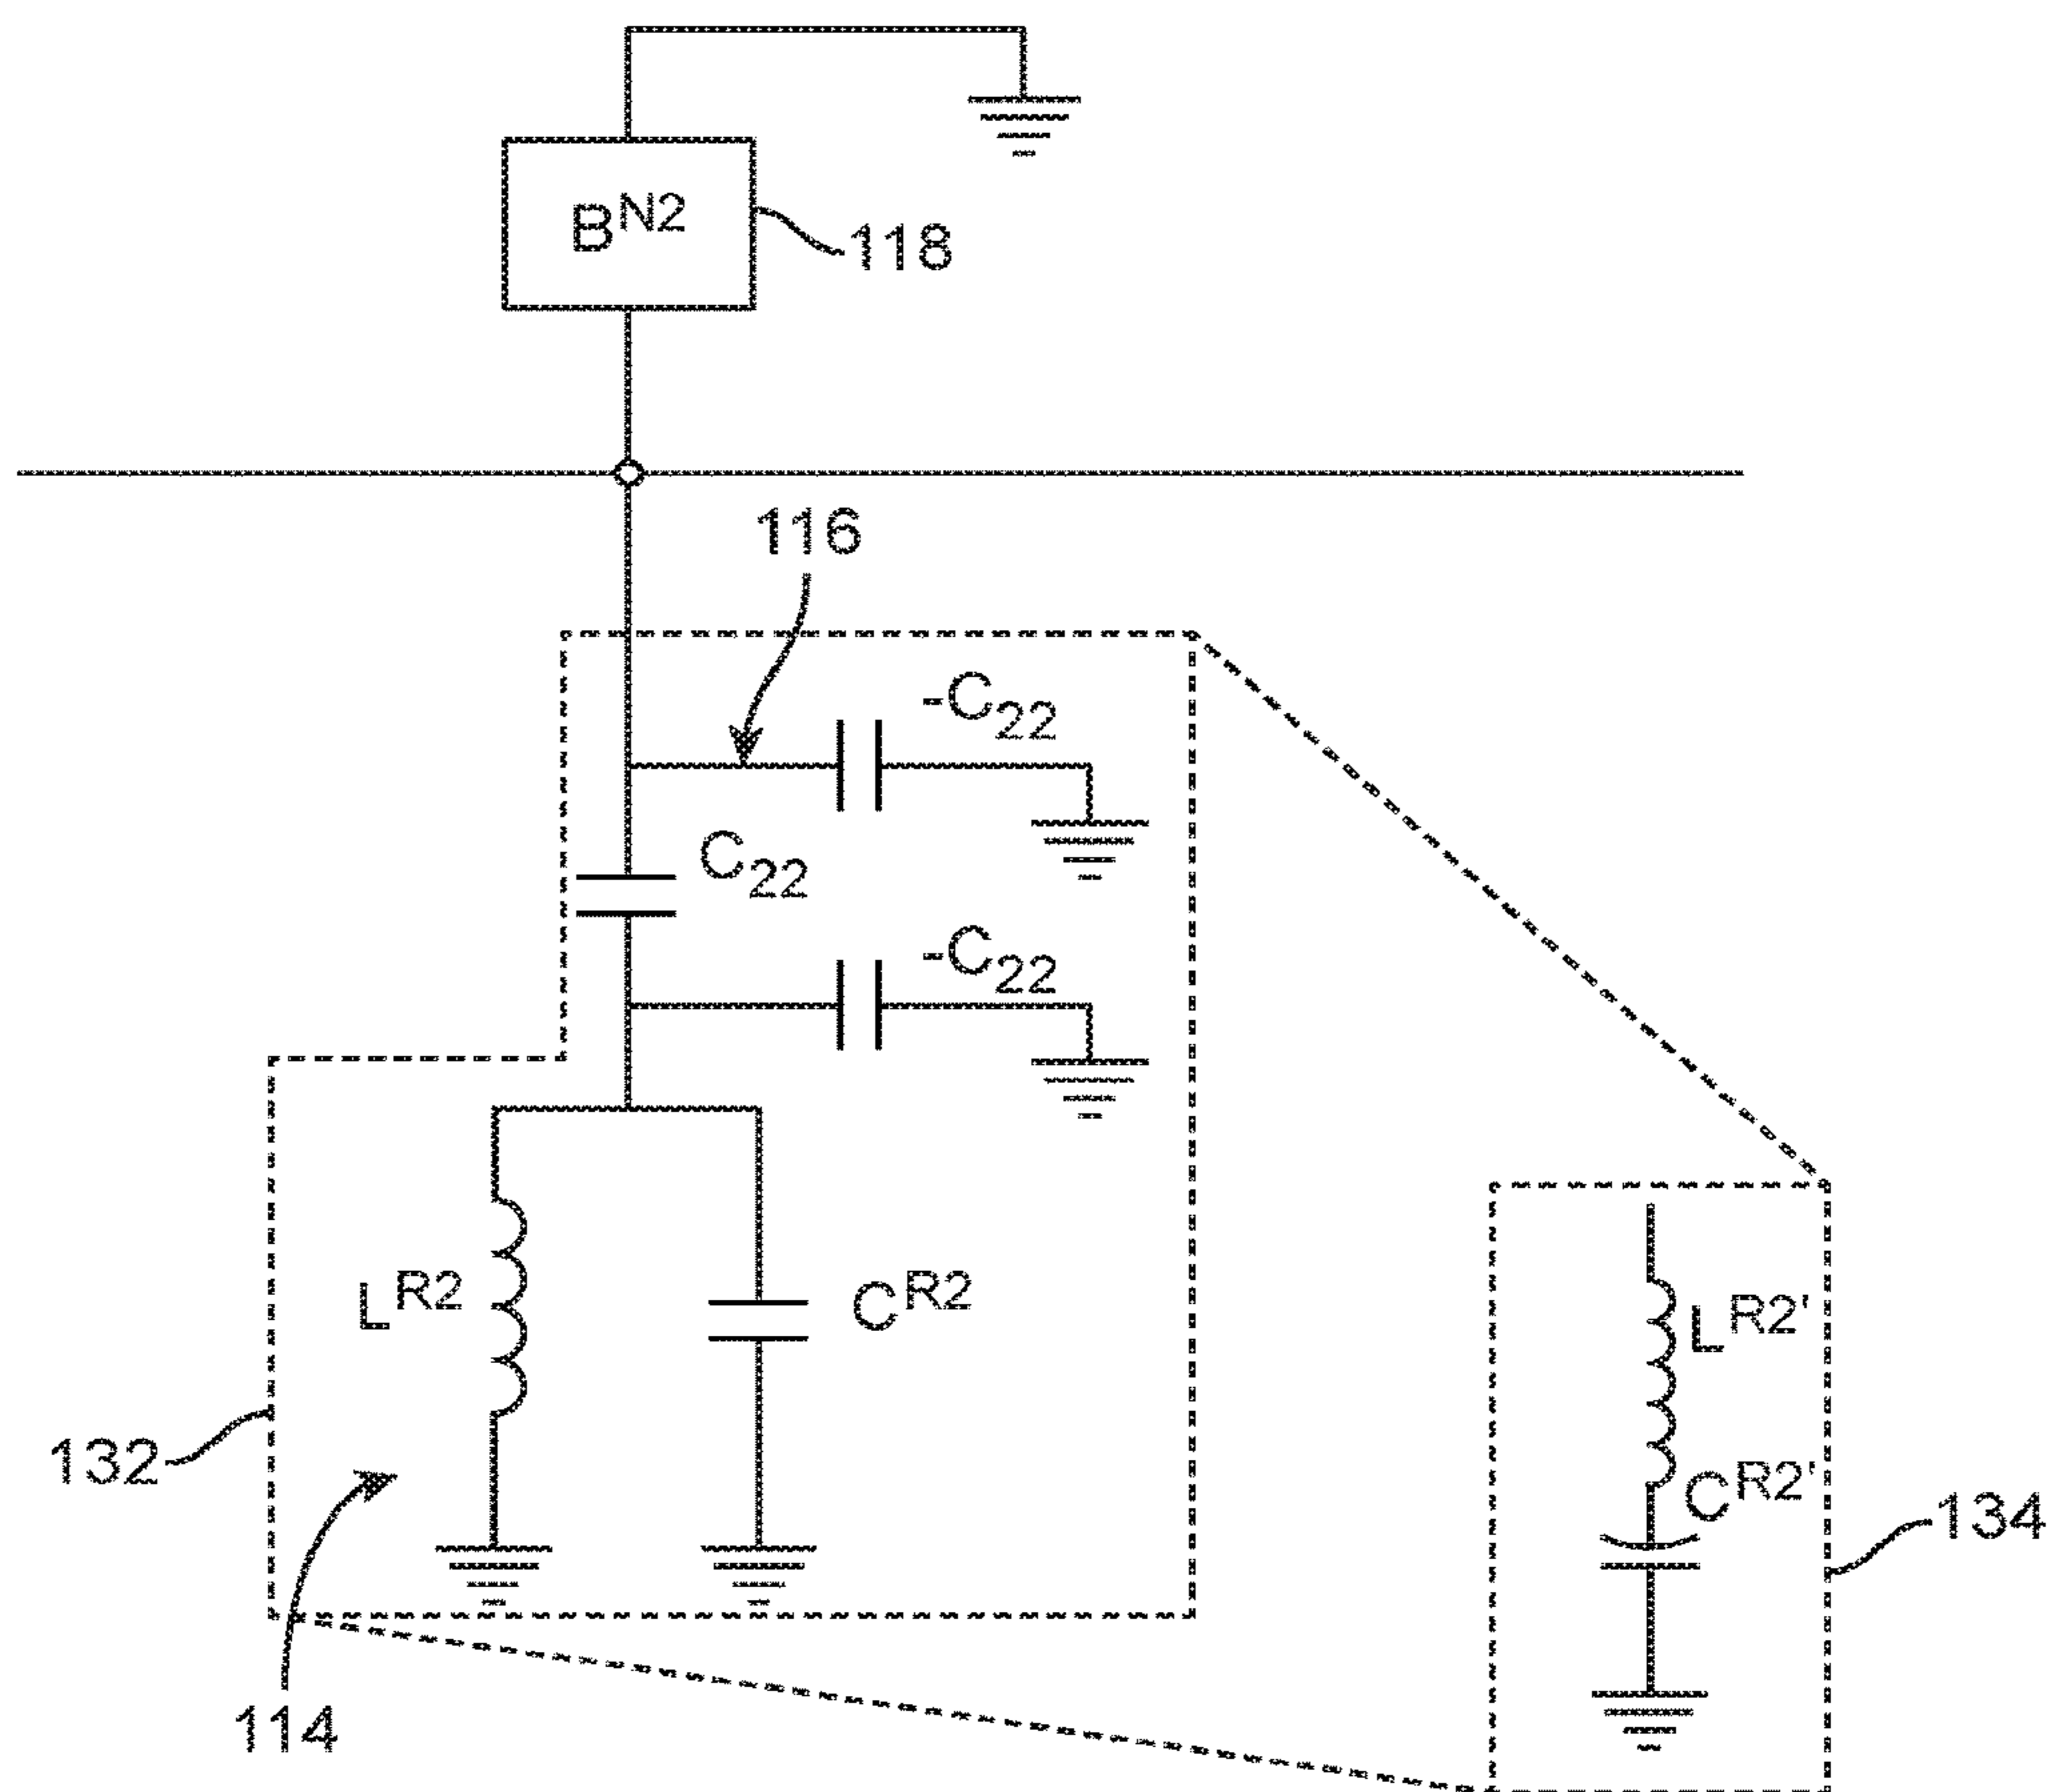 B^N2
118
116
-C₂₂
C₂₂
-C₂₂
L^R2
C^R2
L^R2'
C^R2'
132
134
114